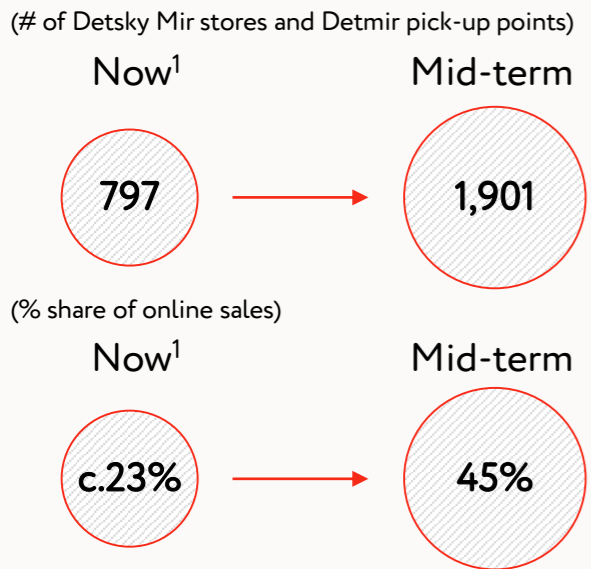 (# of Detsky Mir stores and Detmir pick-up points)
Now¹ Mid-term
797 1,901
(% share of online sales)
Now¹ Mid-term
c.23% 45%